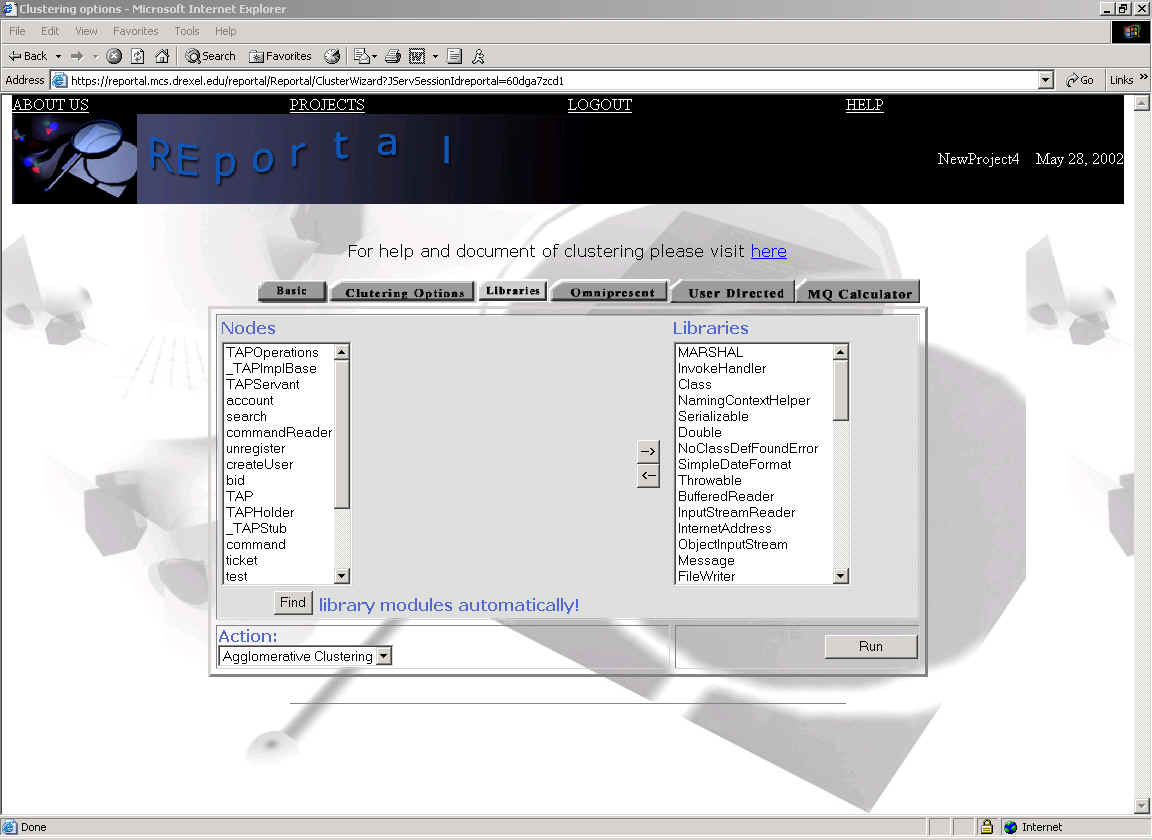 Clustering options - Microsoft Internet Explorer
File Edit View Favorites Tools Help
Back Search Favorites
Address https://reportal.mcs.drexel.edu/reportal/Reportal/ClusterWizard?JServSessionIdreportal=60dga7zcd1 Go Links »
ABOUT US PROJECTS LOGOUT HELP
REportal
NewProject4 May 28, 2002
For help and document of clustering please visit here
Basic Clutering Options Libraries Omnipresent User Directed MQ Calculator
Nodes Libraries
TAPOperations MARSHAL
_TAPImplBase InvokeHandler
TAPServant Class
account NamingContextHelper
search Serializable
commandReader Double
unregister NoClassDefFoundError
createUser SimpleDateFormat
bid Throwable
TAP BufferedReader
TAPHolder InputStreamReader
_TAPStub InternetAddress
command ObjectInputStream
ticket Message
test FileWriter
-->
<--
Find library modules automatically!
Action:
Agglomerative Clustering Run
Done Internet